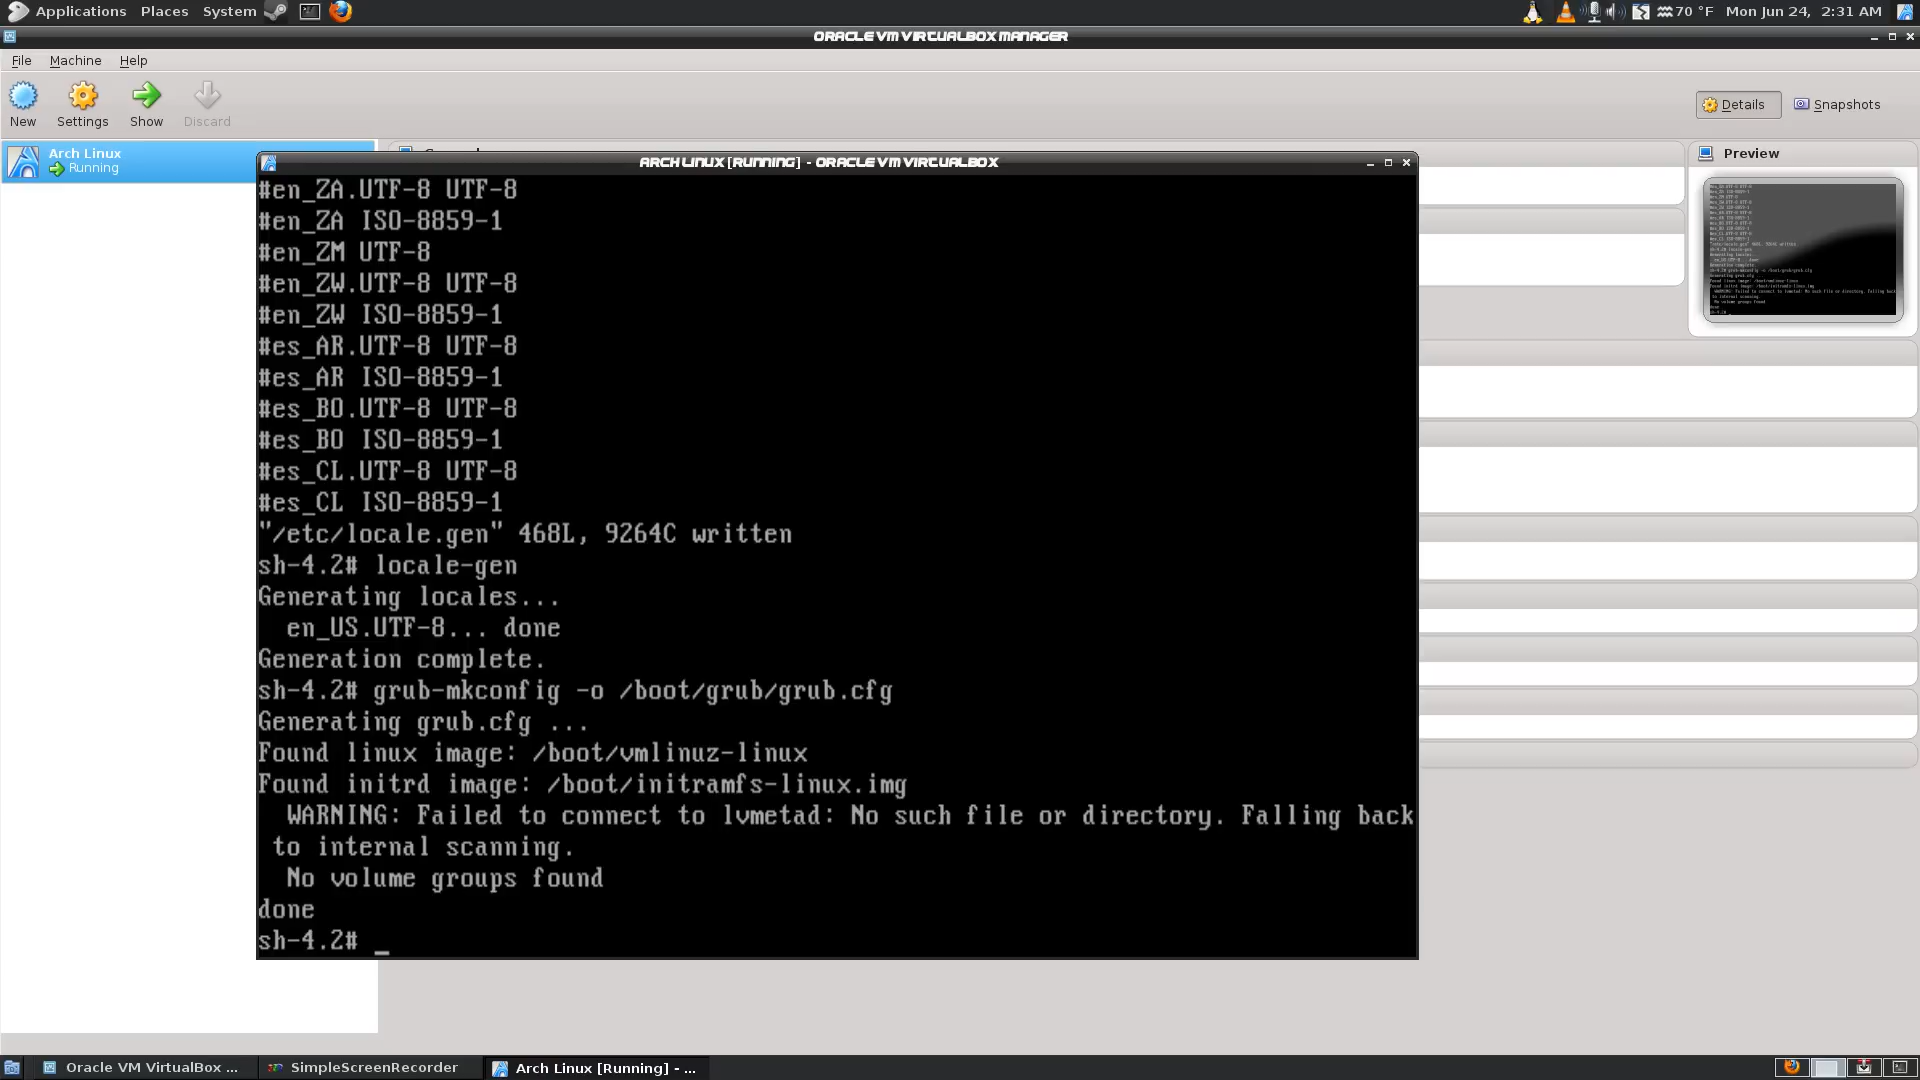 Applications Places System
70 °F Mon Jun 24, 2:31 AM
ORACLE VM VIRTUALBOX MANAGER
File Machine Help
New Settings Show Discard
Details Snapshots
Arch Linux
Running
Preview
ARCH LINUX [RUNNING] - ORACLE VM VIRTUALBOX
#en_ZA.UTF-8 UTF-8
#en_ZA ISO-8859-1
#en_ZM UTF-8
#en_ZW.UTF-8 UTF-8
#en_ZW ISO-8859-1
#es_AR.UTF-8 UTF-8
#es_AR ISO-8859-1
#es_BO.UTF-8 UTF-8
#es_BO ISO-8859-1
#es_CL.UTF-8 UTF-8
#es_CL ISO-8859-1
"/etc/locale.gen" 468L, 9264C written
sh-4.2# locale-gen
Generating locales...
en_US.UTF-8... done
Generation complete.
sh-4.2# grub-mkconfig -o /boot/grub/grub.cfg
Generating grub.cfg ...
Found linux image: /boot/vmlinuz-linux
Found initrd image: /boot/initramfs-linux.img
WARNING: Failed to connect to lvmetad: No such file or directory. Falling back
to internal scanning.
No volume groups found
done
sh-4.2# _
Oracle VM VirtualBox ... SimpleScreenRecorder Arch Linux [Running] - ...